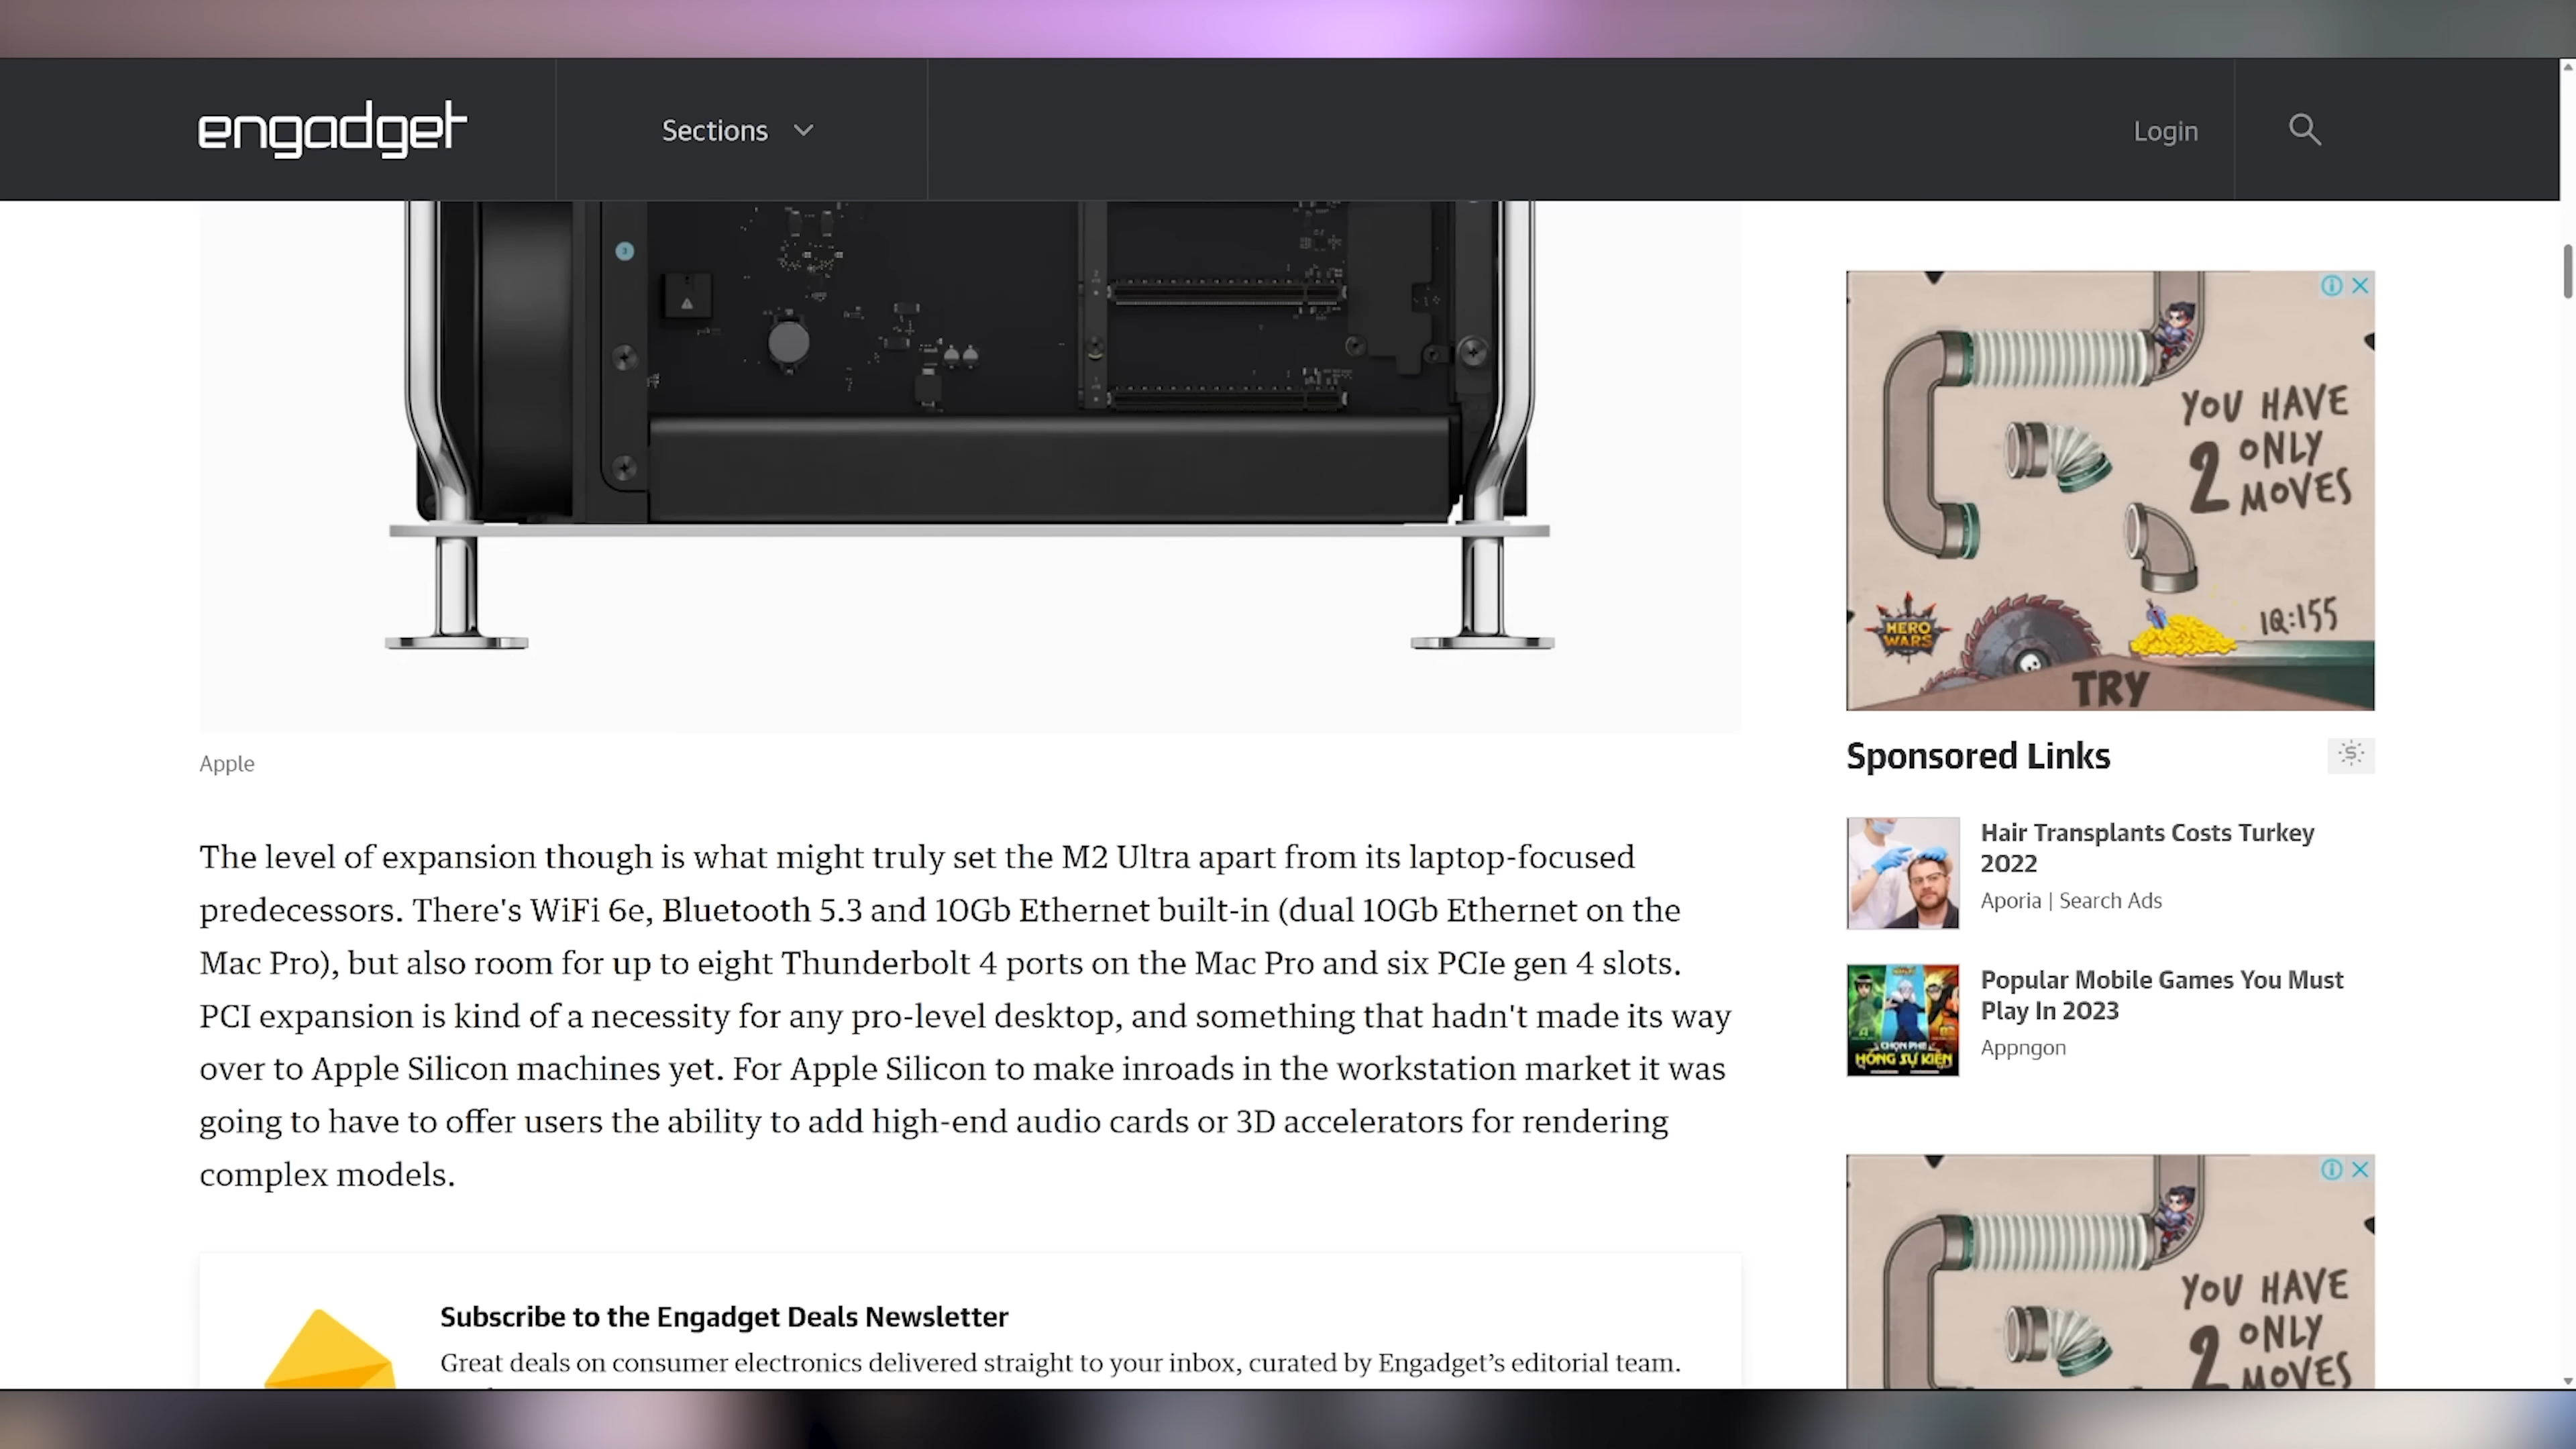 engadget
Sections
Login
Apple
The level of expansion though is what might truly set the M2 Ultra apart from its laptop-focused
predecessors. There's WiFi 6e, Bluetooth 5.3 and 10Gb Ethernet built-in (dual 10Gb Ethernet on the
Mac Pro), but also room for up to eight Thunderbolt 4 ports on the Mac Pro and six PCIe gen 4 slots.
PCI expansion is kind of a necessity for any pro-level desktop, and something that hadn't made its way
over to Apple Silicon machines yet. For Apple Silicon to make inroads in the workstation market it was
going to have to offer users the ability to add high-end audio cards or 3D accelerators for rendering
complex models.
Subscribe to the Engadget Deals Newsletter
Great deals on consumer electronics delivered straight to your inbox, curated by Engadget's editorial team.
YOU HAVE
2 ONLY
MOVES
HERO
WARS
IQ:155
TRY
Sponsored Links
Hair Transplants Costs Turkey
2022
Aporia | Search Ads
Popular Mobile Games You Must
Play In 2023
Appngon
CHỌN PHE
HÓNG SỰ KIỆN
YOU HAVE
2 ONLY
MOVES